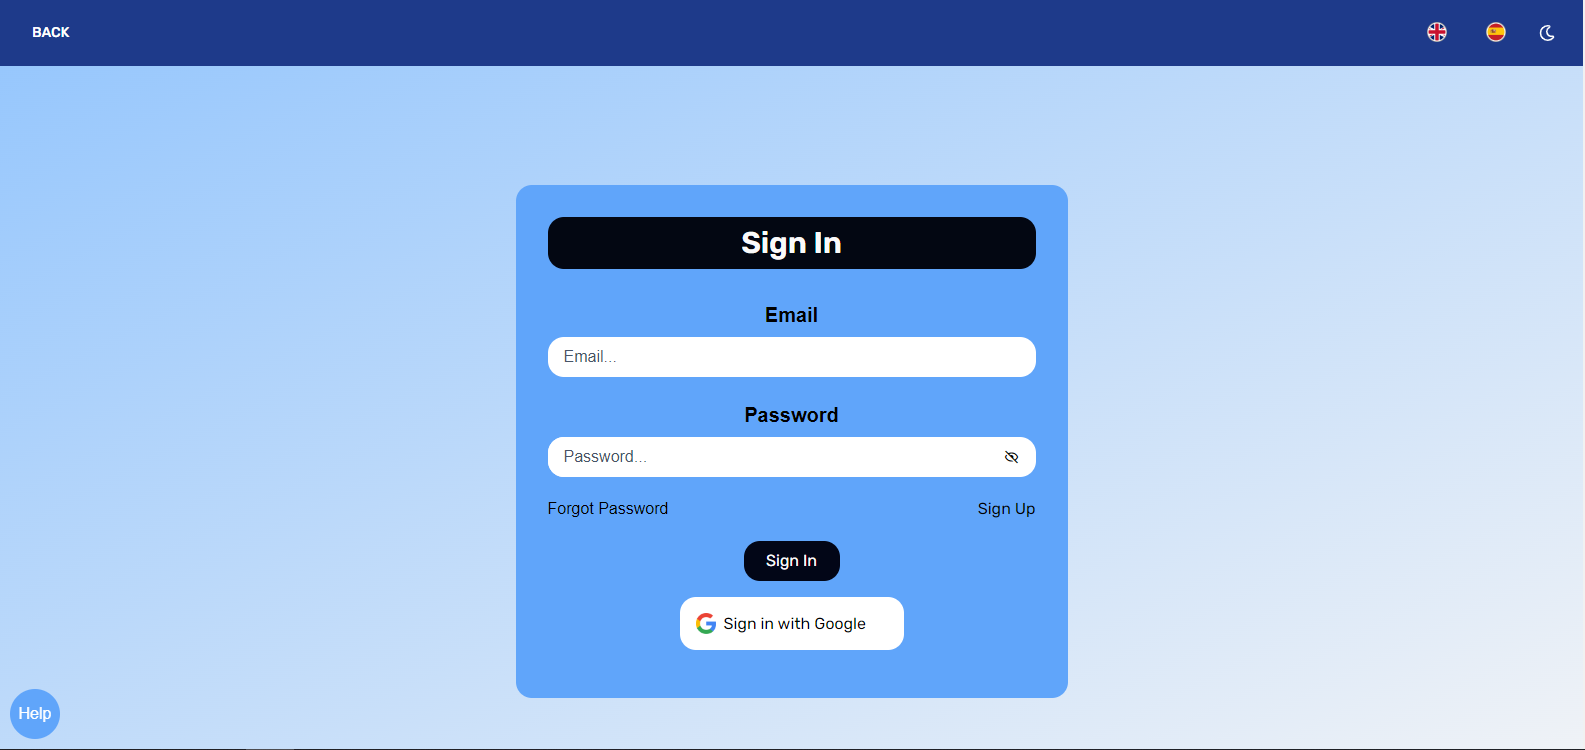 BACK
Sign In
Email
Email...
Password
Password...
Forgot Password
Sign Up
Sign In
Sign in with Google
Help